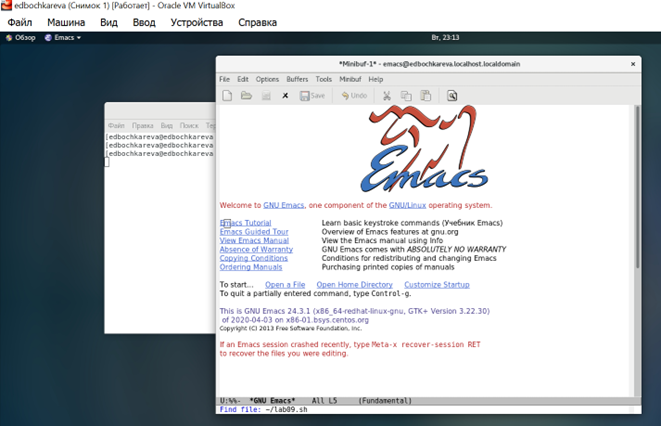 edbochkareva (Снимок 1) [Работает] - Oracle VM VirtualBox
Файл Машина Вид Ввод Устройства Справка
Обзор Emacs Вт, 23:13
*Minibuf-1* - emacs@edbochkareva.localhost.localdomain
File Edit Options Buffers Tools Minibuf Help
Save Undo
Файл Правка Вид Поиск Тер
[edbochkareva@edbochkareva
[edbochkareva@edbochkareva
[edbochkareva@edbochkareva
Emacs
Welcome to GNU Emacs, one component of the GNU/Linux operating system.
Emacs Tutorial Learn basic keystroke commands (Учебник Emacs)
Emacs Guided Tour Overview of Emacs features at gnu.org
View Emacs Manual View the Emacs manual using Info
Absence of Warranty GNU Emacs comes with ABSOLUTELY NO WARRANTY
Copying Conditions Conditions for redistributing and changing Emacs
Ordering Manuals Purchasing printed copies of manuals
To start... Open a File Open Home Directory Customize Startup
To quit a partially entered command, type Control-g.
This is GNU Emacs 24.3.1 (x86_64-redhat-linux-gnu, GTK+ Version 3.22.30)
of 2020-04-03 on x86-01.bsys.centos.org
Copyright (C) 2013 Free Software Foundation, Inc.
If an Emacs session crashed recently, type Meta-x recover-session RET
to recover the files you were editing.
U:%%- *GNU Emacs* All L5 (Fundamental)
Find file: ~/lab09.sh